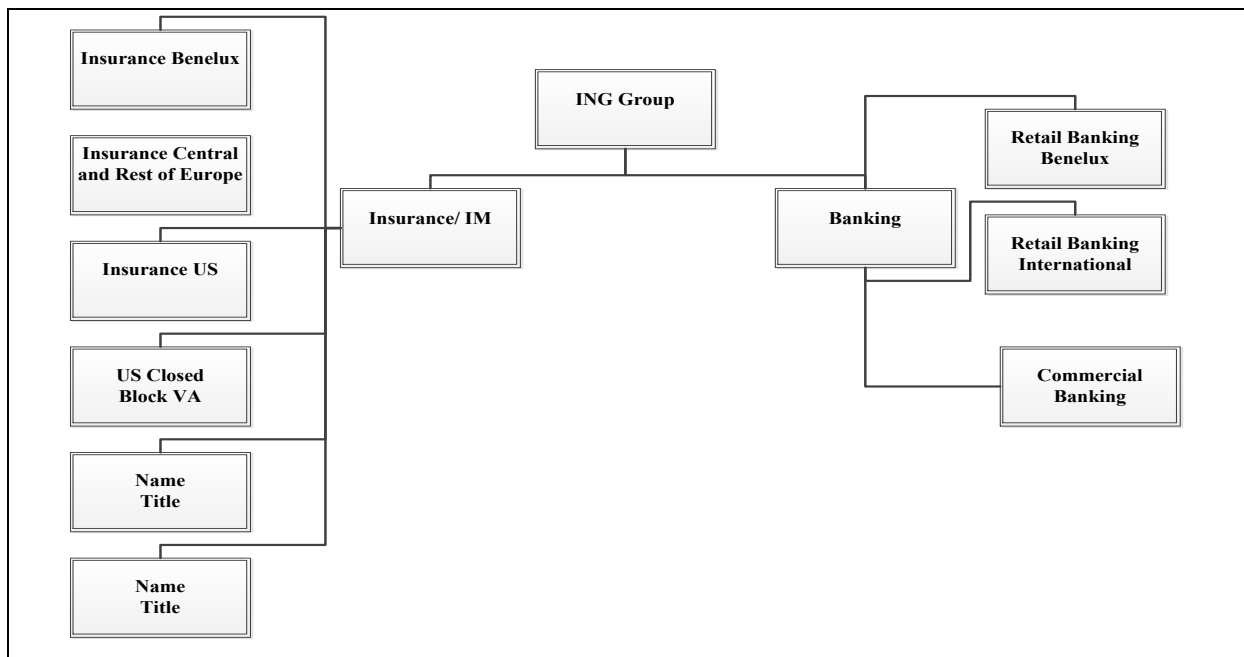 ING Group
Insurance/ IM
Banking
Insurance Benelux
Insurance Central
and Rest of Europe
Insurance US
US Closed
Block VA
Name
Title
Name
Title
Retail Banking
Benelux
Retail Banking
International
Commercial
Banking